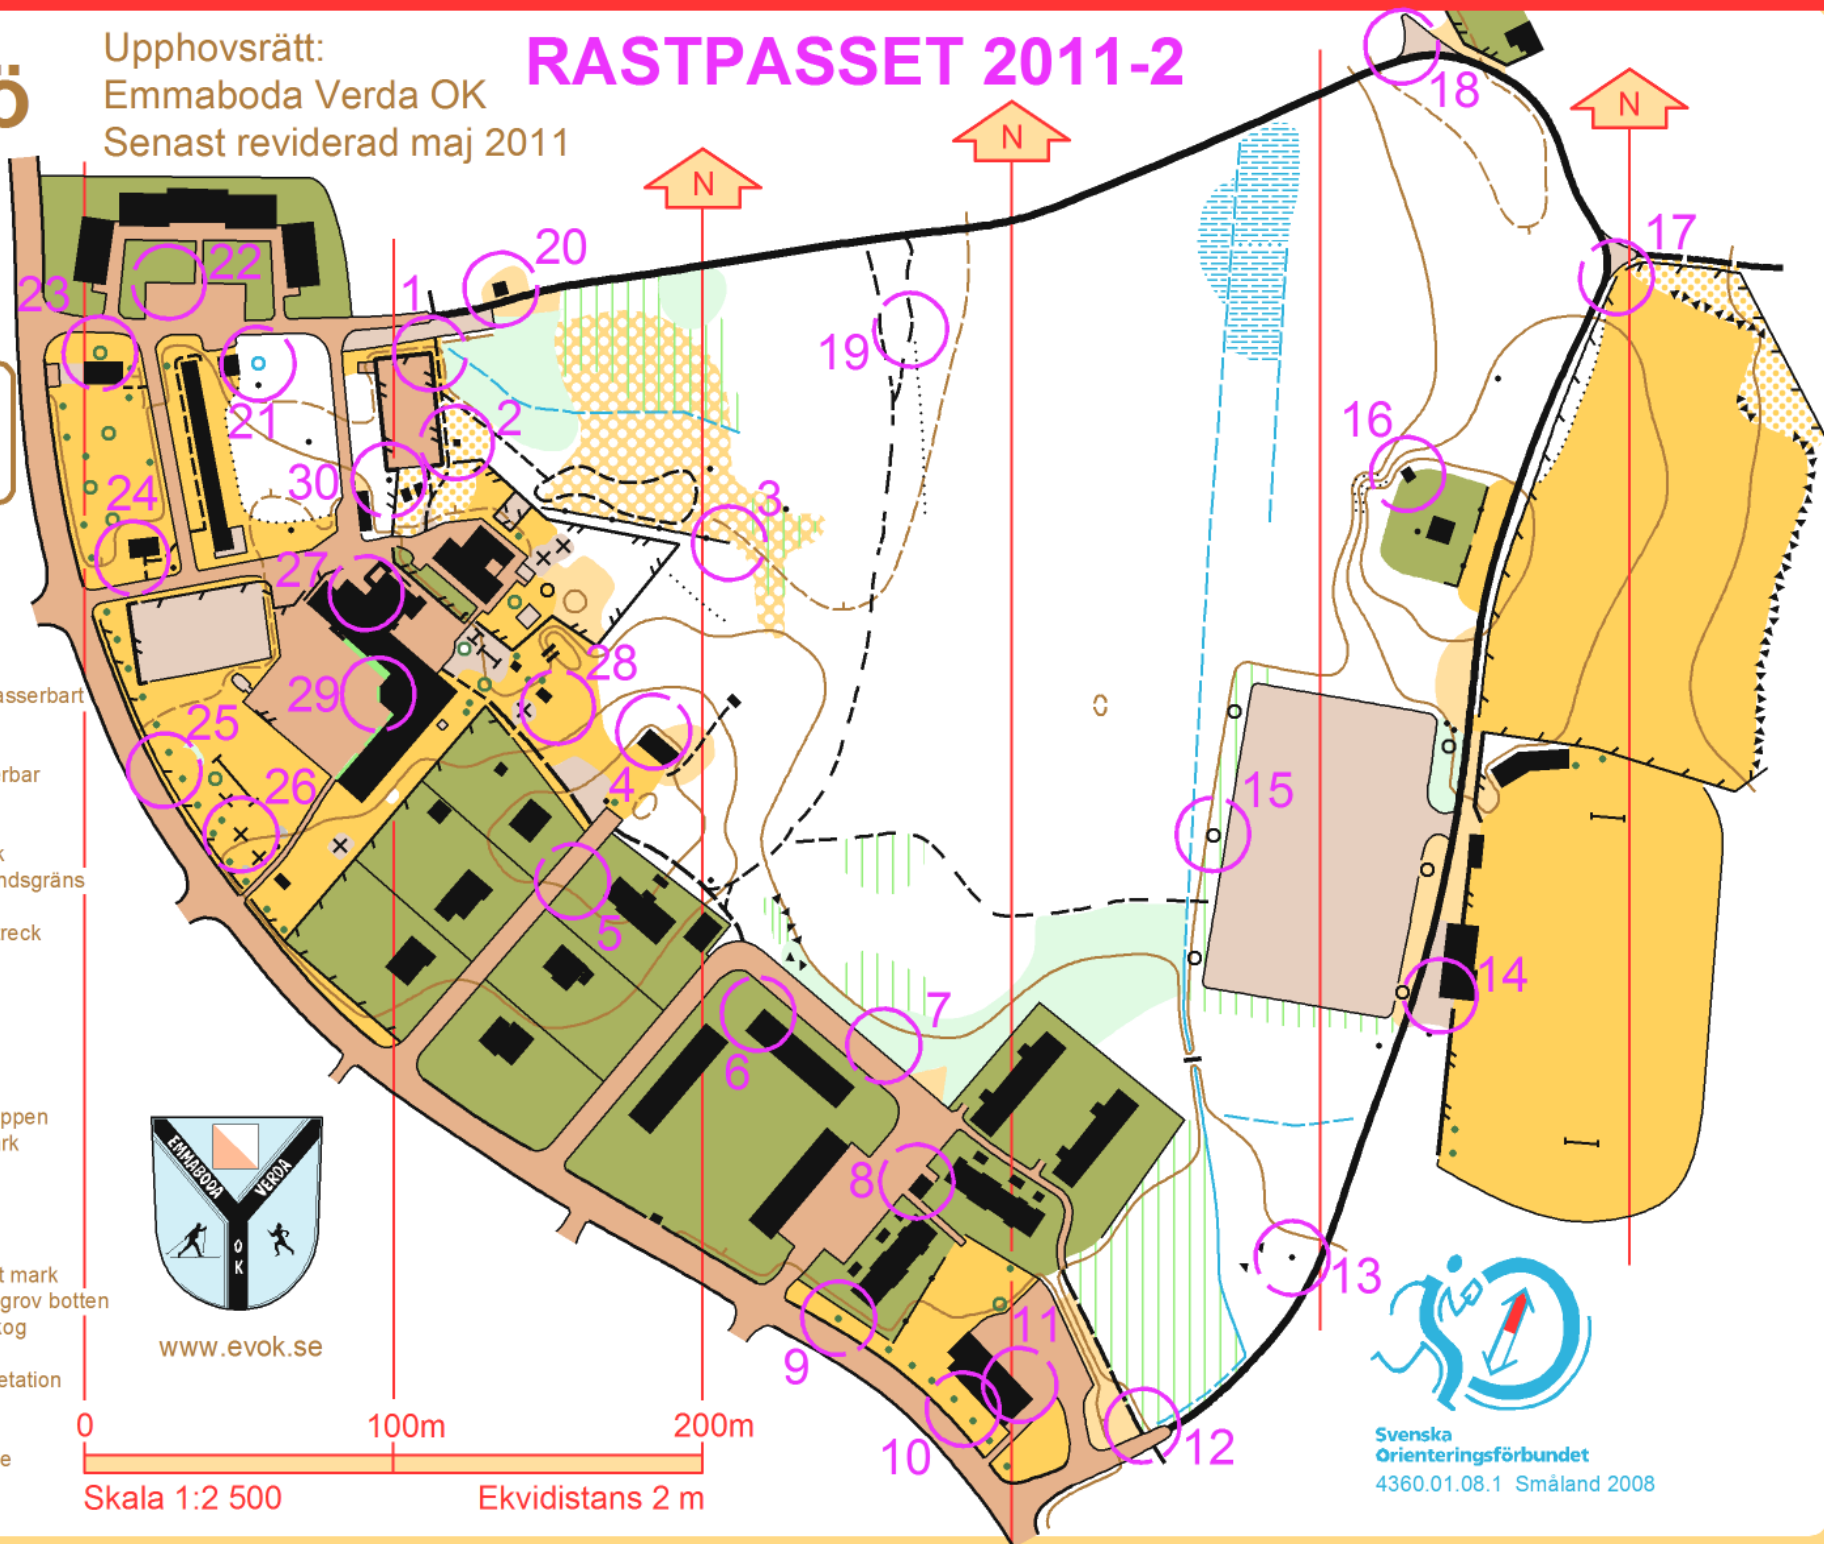 Ö
Upphovsrätt:
Emmaboda Verda OK
Senast reviderad maj 2011
RASTPASSET 2011-2
18
N
N
N
17
20
22
23
1
19
21
2
16
30
24
3
27
28
29
25
4
26
15
5
7
14
6
8
13
9
11
10
12
asserbart
erbar
k
ndsgräns
reck
ppen
rk
t mark
grov botten
kog
etation
e
EMMABODA
VERDA
OK
www.evok.se
0 100m 200m
Skala 1:2 500 Ekvidistans 2 m
Svenska
Orienteringsförbundet
4360.01.08.1 Småland 2008